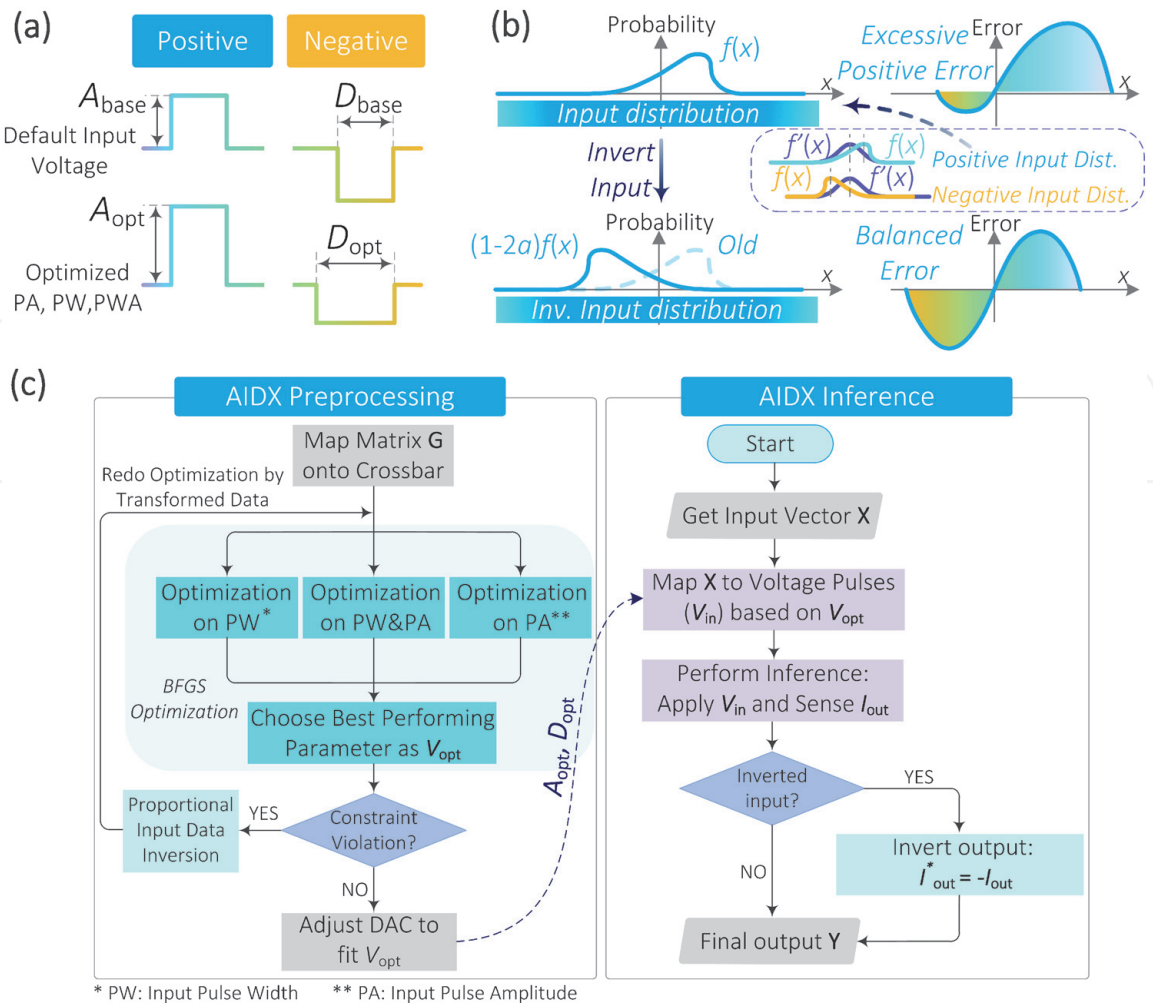 (a)
Positive
Negative
A_base
Default Input
Voltage
D_base
A_opt
Optimized
PA, PW,PWA
D_opt
(b)
Probability
f(x)
x
Input distribution
Excessive
Positive Error
Error
x
Invert
Input
f'(x)
f(x)
Positive Input Dist.
f(x)
f'(x)
Negative Input Dist.
Probability
(1-2a)f(x)
Old
x
Inv. Input distribution
Balanced
Error
Error
x
(c)
AIDX Preprocessing
Map Matrix G
onto Crossbar
Redo Optimization by
Transformed Data
Optimization
on PW*
Optimization
on PW&PA
Optimization
on PA**
BFGS
Optimization
Choose Best Performing
Parameter as V_opt
Constraint
Violation?
YES
Proportional
Input Data
Inversion
NO
Adjust DAC to
fit V_opt
A_opt, D_opt
AIDX Inference
Start
Get Input Vector X
Map X to Voltage Pulses
(V_in) based on V_opt
Perform Inference:
Apply V_in and Sense I_out
Inverted
input?
YES
Invert output:
I*_out = -I_out
NO
Final output Y
* PW: Input Pulse Width ** PA: Input Pulse Amplitude